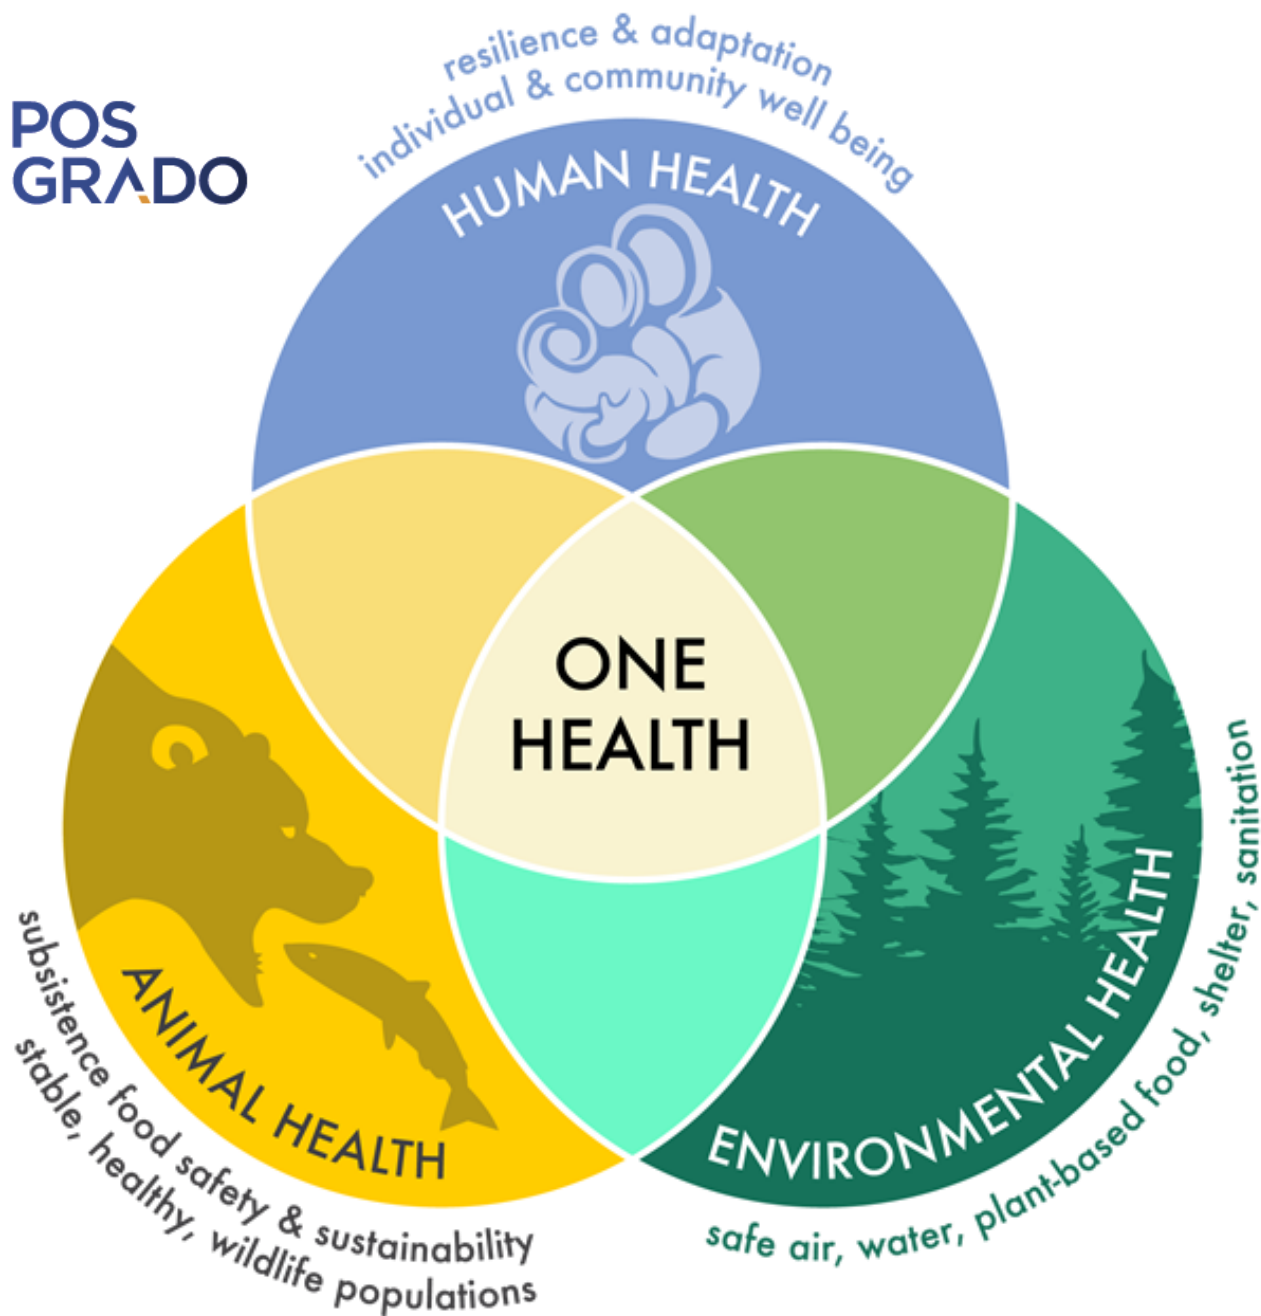 resilience & adaptation
individual & community well being
POS
GRADO
HUMAN HEALTH
ONE
HEALTH
ANIMAL HEALTH
subsistence food safety & sustainability
stable, healthy, wildlife populations
ENVIRONMENTAL HEALTH
safe air, water, plant-based food, shelter, sanitation